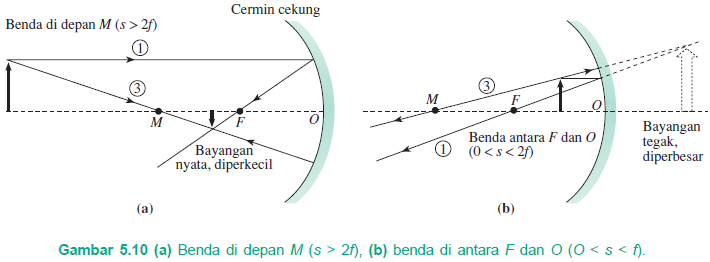 Cermin cekung
Benda di depan M (s > 2f)
1
3
M
F
O
Bayangan
nyata, diperkecil
(a)
3
M
F
O
Benda antara F dan O
(0 < s < 2f)
1
Bayangan
tegak,
diperbesar
(b)
Gambar 5.10 (a) Benda di depan M (s > 2f), (b) benda di antara F dan O (O < s < f).